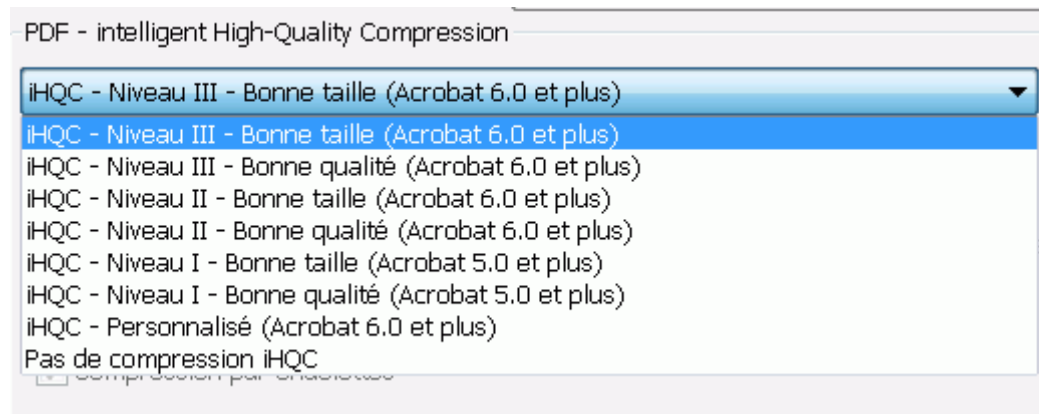 PDF - intelligent High-Quality Compression
iHQC - Niveau III - Bonne taille (Acrobat 6.0 et plus)
iHQC - Niveau III - Bonne taille (Acrobat 6.0 et plus)
iHQC - Niveau III - Bonne qualité (Acrobat 6.0 et plus)
iHQC - Niveau II - Bonne taille (Acrobat 6.0 et plus)
iHQC - Niveau II - Bonne qualité (Acrobat 6.0 et plus)
iHQC - Niveau I - Bonne taille (Acrobat 5.0 et plus)
iHQC - Niveau I - Bonne qualité (Acrobat 5.0 et plus)
iHQC - Personnalisé (Acrobat 6.0 et plus)
Pas de compression iHQC